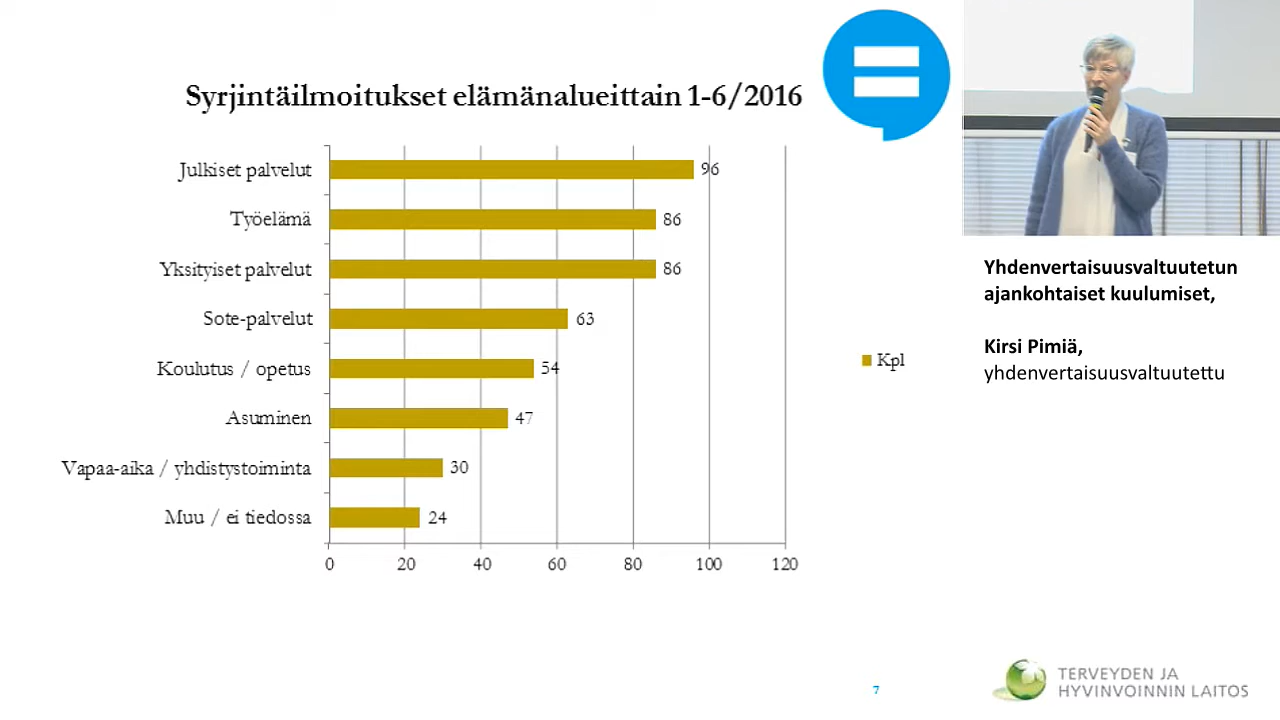 Syrjintäilmoitukset elämänalueittain 1-6/2016
Julkiset palvelut 96
Työelämä 86
Yksityiset palvelut 86
Sote-palvelut 63
Koulutus / opetus 54
Asuminen 47
Vapaa-aika / yhdistystoiminta 30
Muu / ei tiedossa 24
0 20 40 60 80 100 120
Kpl
Yhdenvertaisuusvaltuutetun
ajankohtaiset kuulumiset,
Kirsi Pimiä,
yhdenvertaisuusvaltuutettu
7
TERVEYDEN JA
HYVINVOINNIN LAITOS